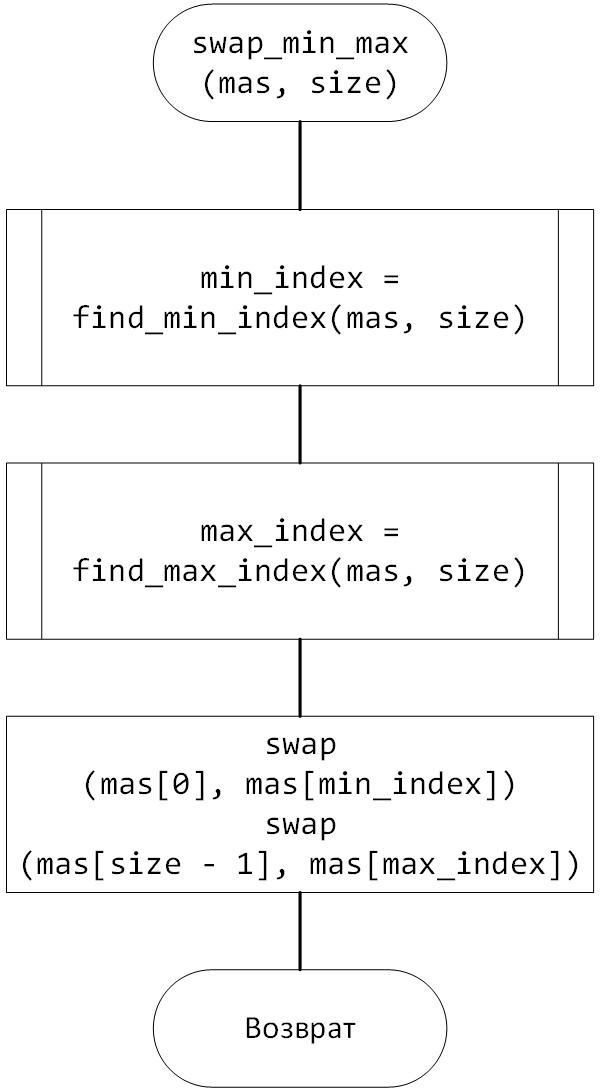 swap_min_max
(mas, size)
min_index =
find_min_index(mas, size)
max_index =
find_max_index(mas, size)
swap
(mas[0], mas[min_index])
swap
(mas[size - 1], mas[max_index])
Возврат